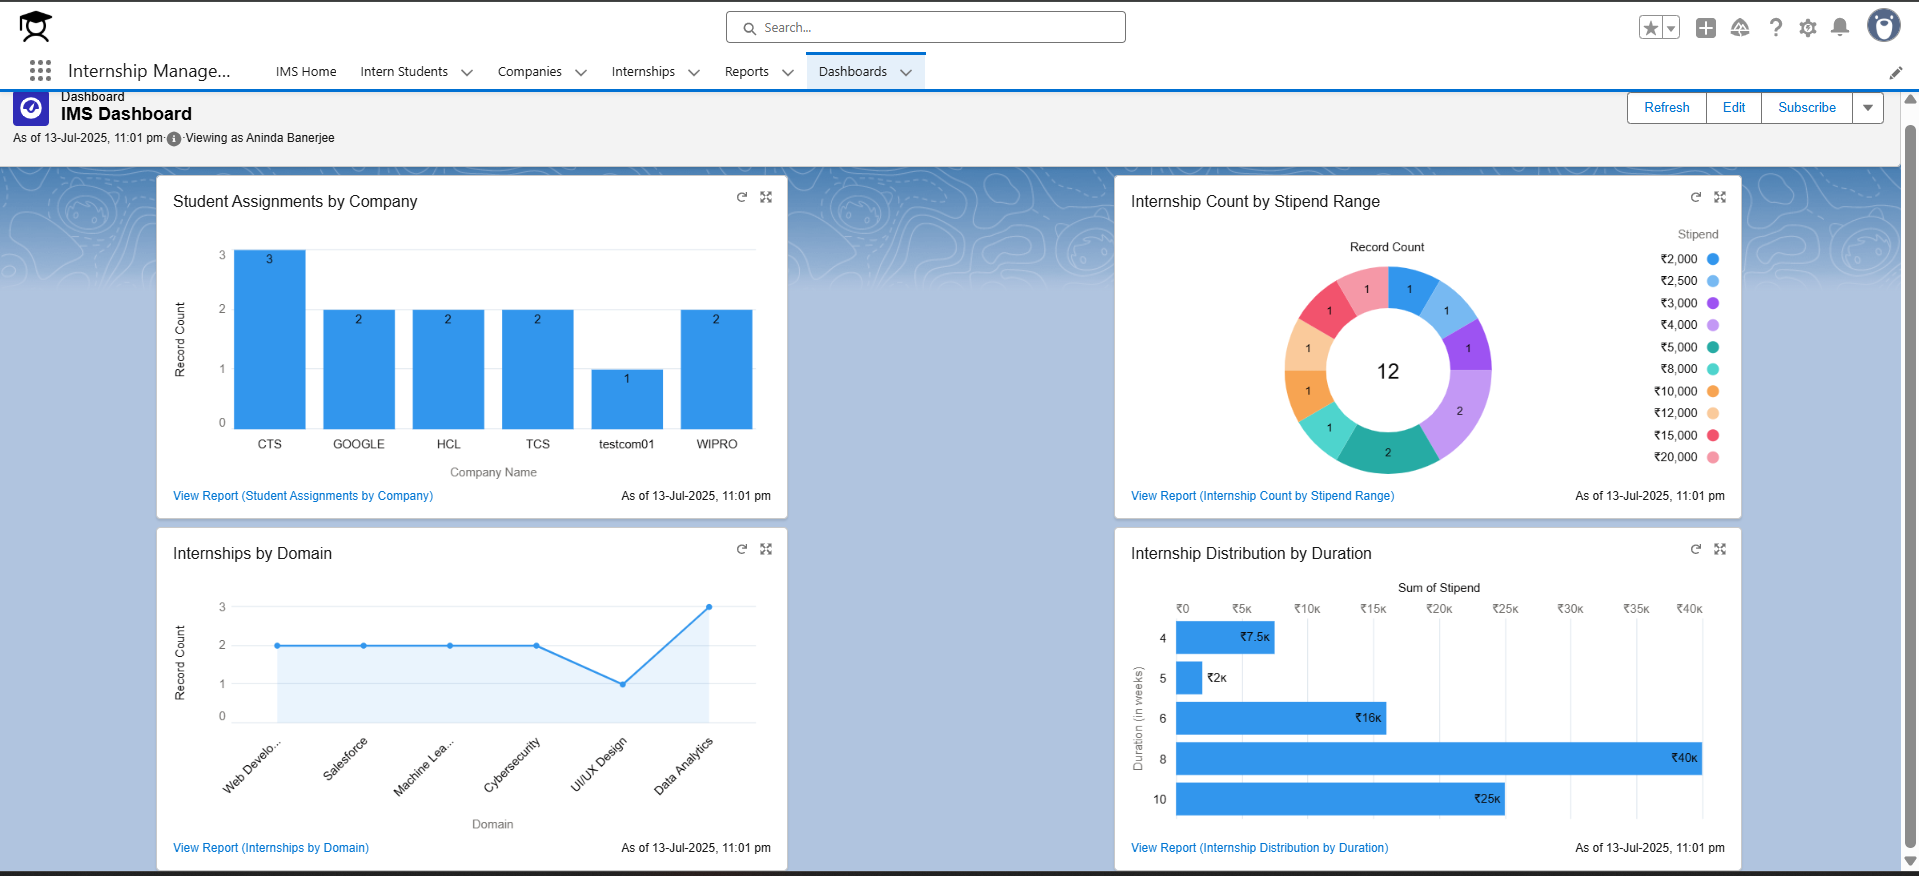 Search...
Internship Manage...
IMS Home
Intern Students
Companies
Internships
Reports
Dashboards
Dashboard
IMS Dashboard
As of 13-Jul-2025, 11:01 pm·Viewing as Aninda Banerjee
Refresh
Edit
Subscribe
Student Assignments by Company
Record Count
3
2
1
0
3
2
2
2
1
2
CTS
GOOGLE
HCL
TCS
testcom01
WIPRO
Company Name
View Report (Student Assignments by Company)
As of 13-Jul-2025, 11:01 pm
Internship Count by Stipend Range
Record Count
1
1
1
2
2
1
1
1
1
1
12
Stipend
₹2,000
₹2,500
₹3,000
₹4,000
₹5,000
₹8,000
₹10,000
₹12,000
₹15,000
₹20,000
View Report (Internship Count by Stipend Range)
As of 13-Jul-2025, 11:01 pm
Internships by Domain
Record Count
3
2
1
0
Web Develo...
Salesforce
Machine Lea...
Cybersecurity
UI/UX Design
Data Analytics
Domain
View Report (Internships by Domain)
As of 13-Jul-2025, 11:01 pm
Internship Distribution by Duration
Sum of Stipend
₹0
₹5K
₹10K
₹15K
₹20K
₹25K
₹30K
₹35K
₹40K
Duration (in weeks)
4
₹7.5K
5
₹2K
6
₹16K
8
₹40K
10
₹25K
View Report (Internship Distribution by Duration)
As of 13-Jul-2025, 11:01 pm